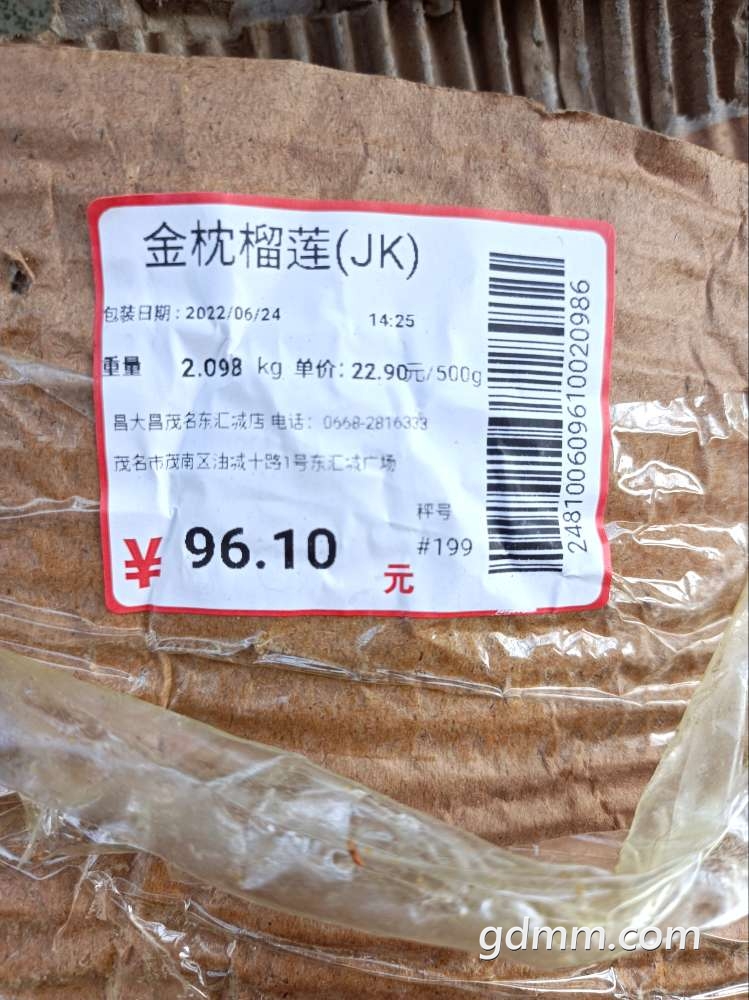 金枕榴莲(JK)
包装日期：2022/06/24 14:25
重量 2.098 kg 单价：22.90元/500g
昌大昌茂名东汇城店 电话：0668-2816333
茂名市茂南区油城十路1号东汇城广场
秤号
¥ 96.10 元 #199
248100609610020986
gdmm.com